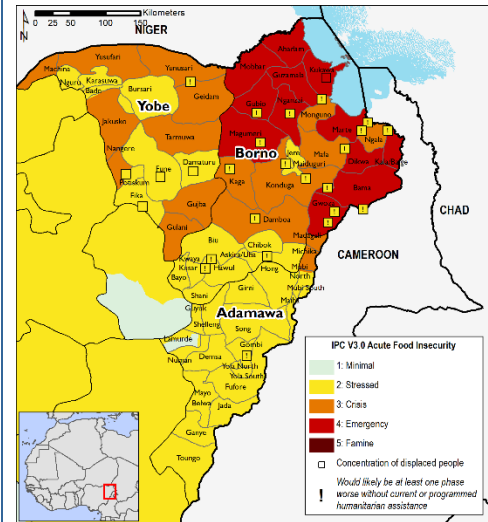 N
0 25 50 100 150
Kilometers
NIGER
Yusufari
Machina
Yunusari
Nguru
Karasuwa
Bade
Bursari
Geidam
Yobe
Jakusko
Tarmuwa
Nangere
Fune
Damaturu
Potiskum
Fika
Gujba
Gulani
Abadam
Mobbar
Kukawa
Guzamala
Gubio
Nganzai
Monguno
Marte
Ngala
Magumeri
Borno
Jere
Mafa
Maiduguri
Dikwa
Kala/Balge
Kaga
Konduga
Bama
Gwoza
Damboa
CHAD
CAMEROON
Biu
Chibok
Madagali
Askira/Uba
Michika
Kwaya
Kusar
Hawul
Hong
Mubi
North
Bayo
Mubi South
Shani
Girei
Maiha
Guyuk
Adamawa
Shelleng
Song
Lamurde
Gombi
Numan
Demsa
Yola North
Yola South
Fufore
Mayo
Belwa
Jada
Ganye
Toungo
IPC V3.0 Acute Food Insecurity
1: Minimal
2: Stressed
3: Crisis
4: Emergency
5: Famine
Concentration of displaced people
! Would likely be at least one phase
worse without current or programmed
humanitarian assistance